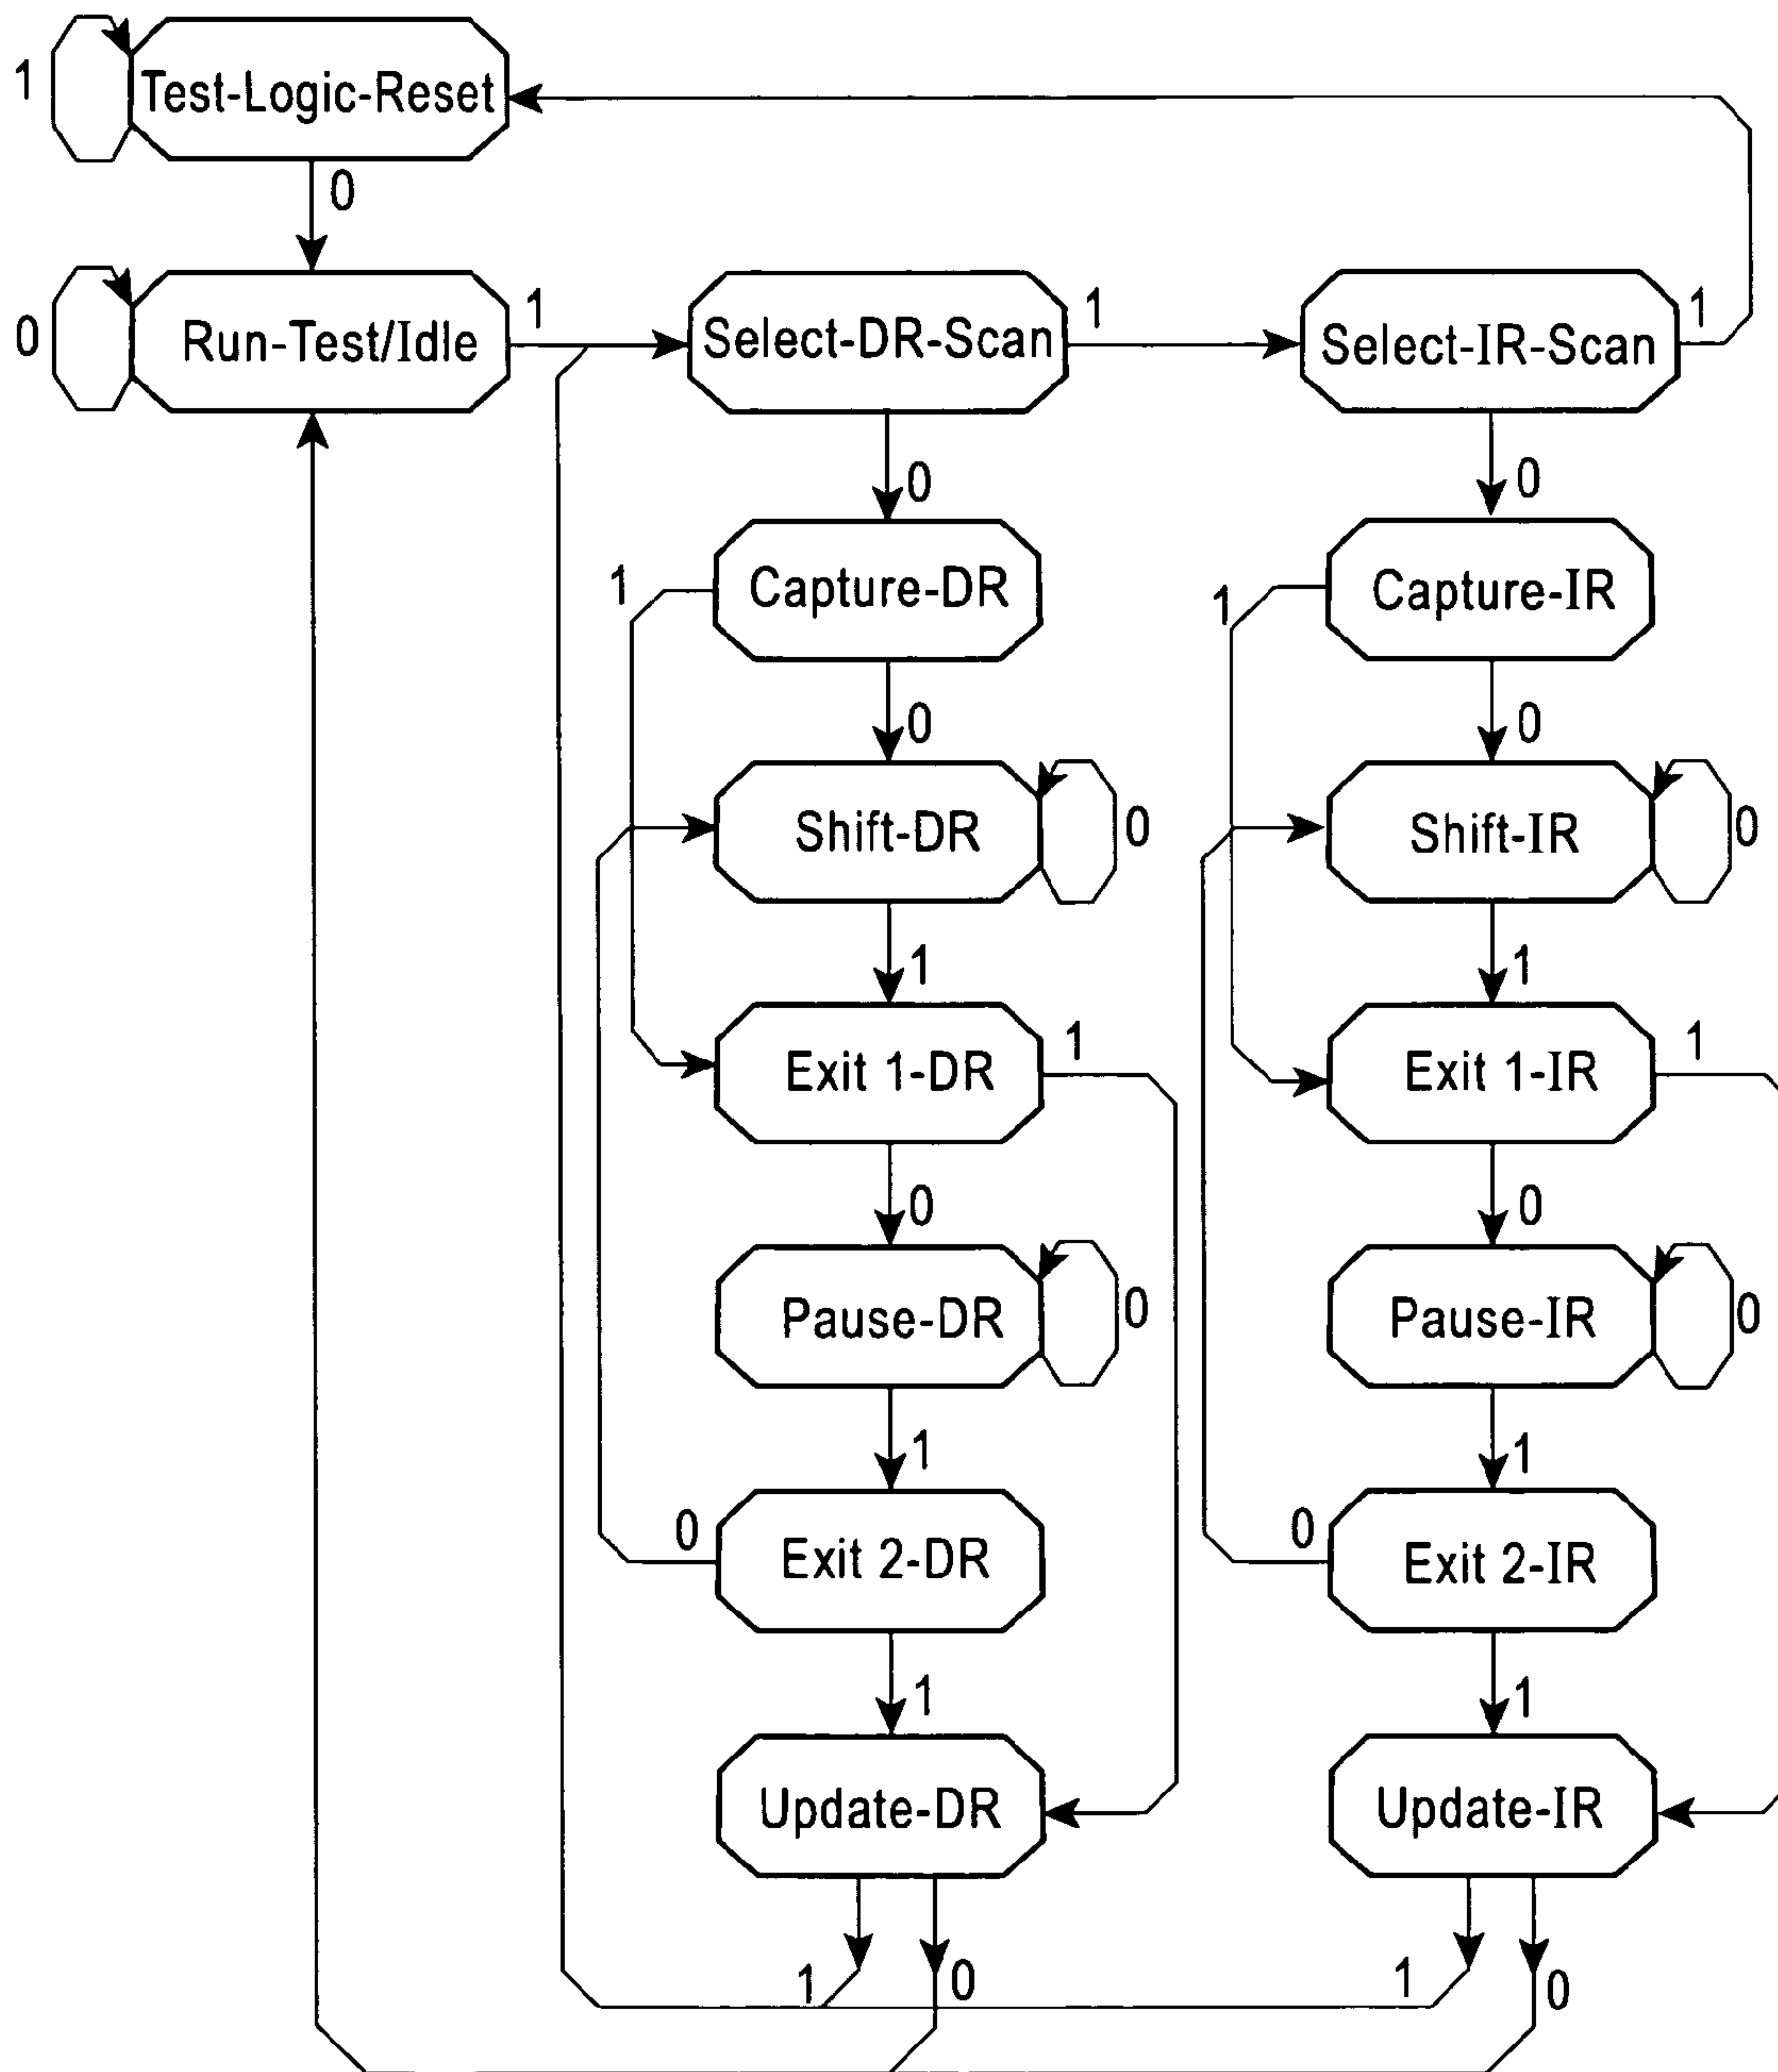 1
Test-Logic-Reset
0
0
Run-Test/Idle
1
Select-DR-Scan
1
Select-IR-Scan
1
0
0
1
Capture-DR
1
Capture-IR
0
0
Shift-DR
0
Shift-IR
0
1
1
Exit 1-DR
1
Exit 1-IR
1
0
0
Pause-DR
0
Pause-IR
0
1
1
0
Exit 2-DR
0
Exit 2-IR
1
1
Update-DR
Update-IR
1
0
1
0